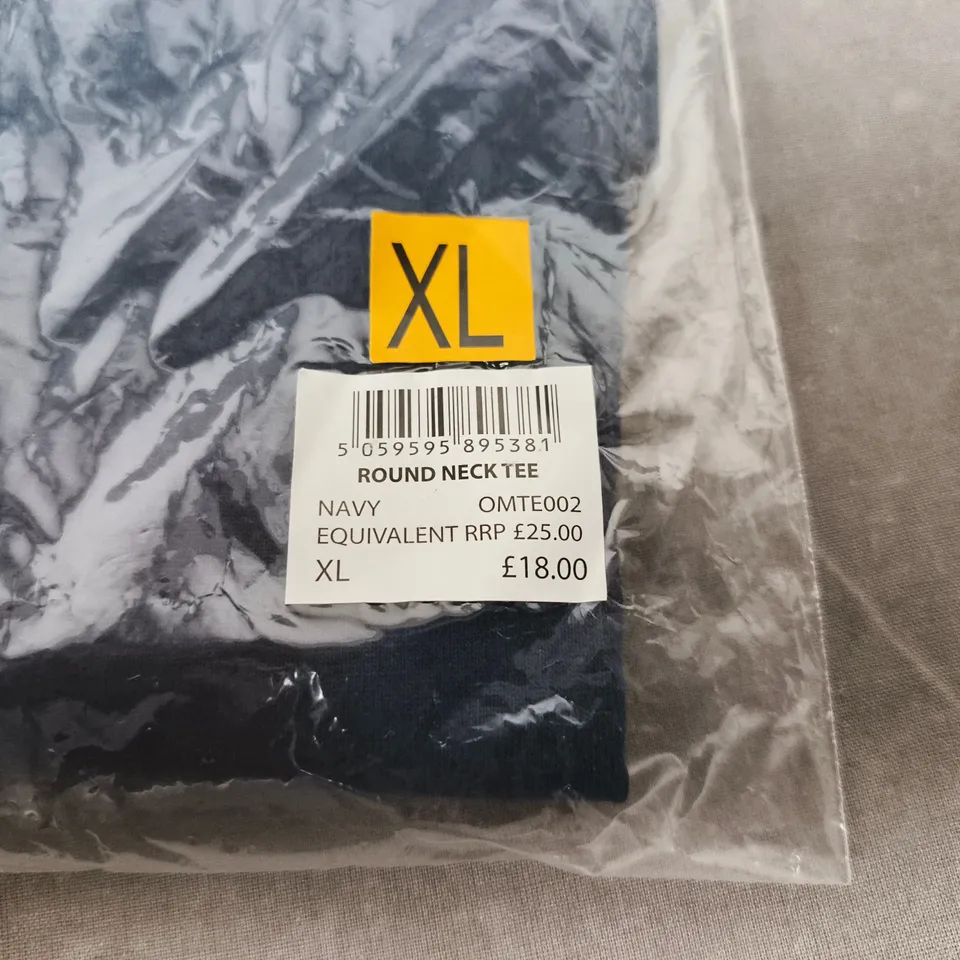 XL
5 059595 895381
ROUND NECK TEE
NAVY OMTE002
EQUIVALENT RRP £25.00
XL £18.00